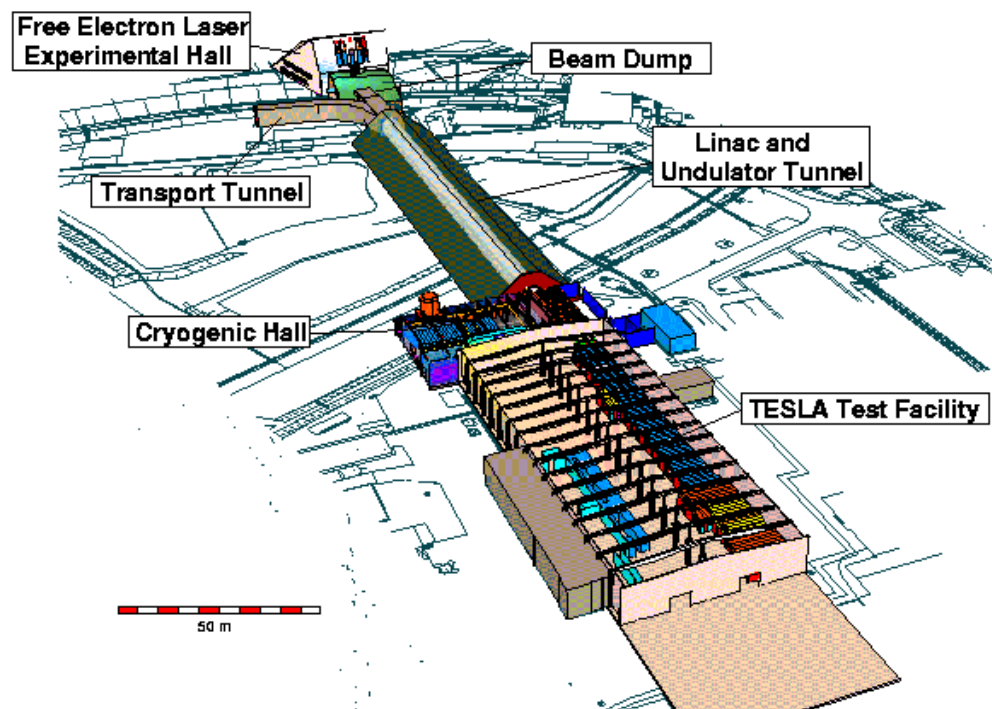 Free Electron Laser
Experimental Hall
Beam Dump
Linac and
Undulator Tunnel
Transport Tunnel
Cryogenic Hall
TESLA Test Facility
50 m